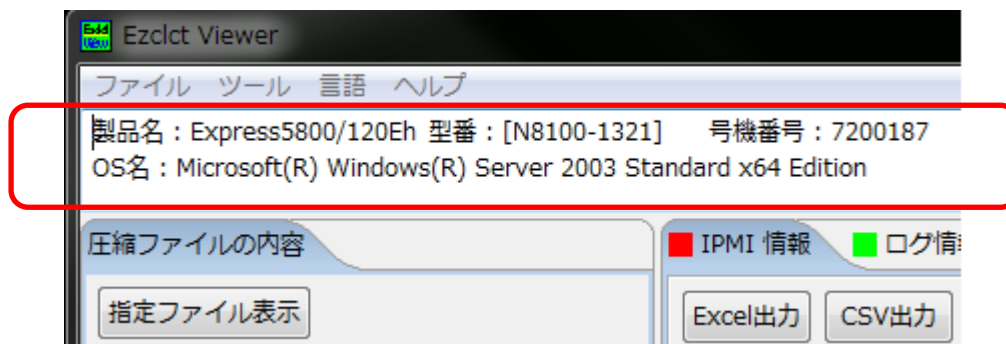 Ezclct Viewer
ファイル ツール 言語 ヘルプ
製品名：Express5800/120Eh 型番：[N8100-1321] 号機番号：7200187
OS名：Microsoft(R) Windows(R) Server 2003 Standard x64 Edition
圧縮ファイルの内容
IPMI 情報 ログ情
指定ファイル表示
Excel出力 CSV出力